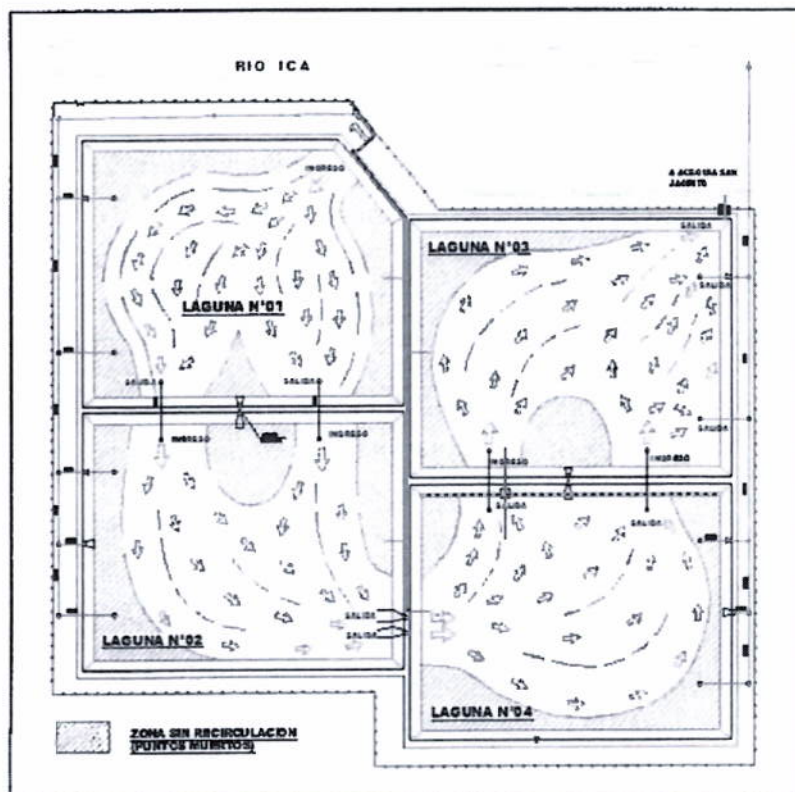 RIO ICA
A ACEQUIA SAN
JACINTO
INGRESO
SALIDA
LAGUNA N°03
SALIDA
LAGUNA N°01
SALIDA
SALIDA
SALIDA
INGRESO
INGRESO
INGRESO
INGRESO
SALIDA
SALIDA
SALIDA
SALIDA
LAGUNA N°02
LAGUNA N°04
ZONA SIN RECIRCULACION
(PUNTOS MUERTOS)